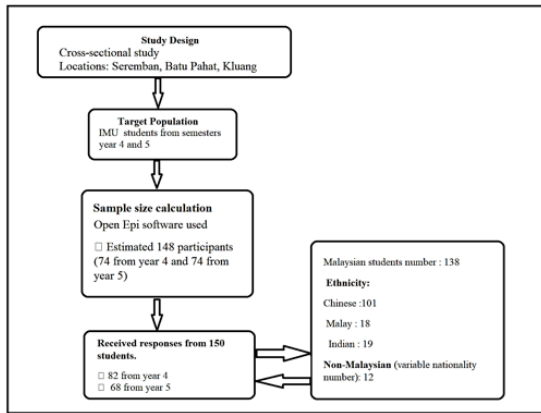 Study Design
Cross-sectional study
Locations: Seremban, Batu Pahat, Kluang
Target Population
IMU students from semesters
year 4 and 5
Sample size calculation
Open Epi software used
□ Estimated 148 participants
(74 from year 4 and 74 from
year 5)
Received responses from 150
students.
□ 82 from year 4
□ 68 from year 5
Malaysian students number : 138
Ethnicity:
Chinese :101
Malay : 18
Indian : 19
Non-Malaysian (variable nationality
number): 12